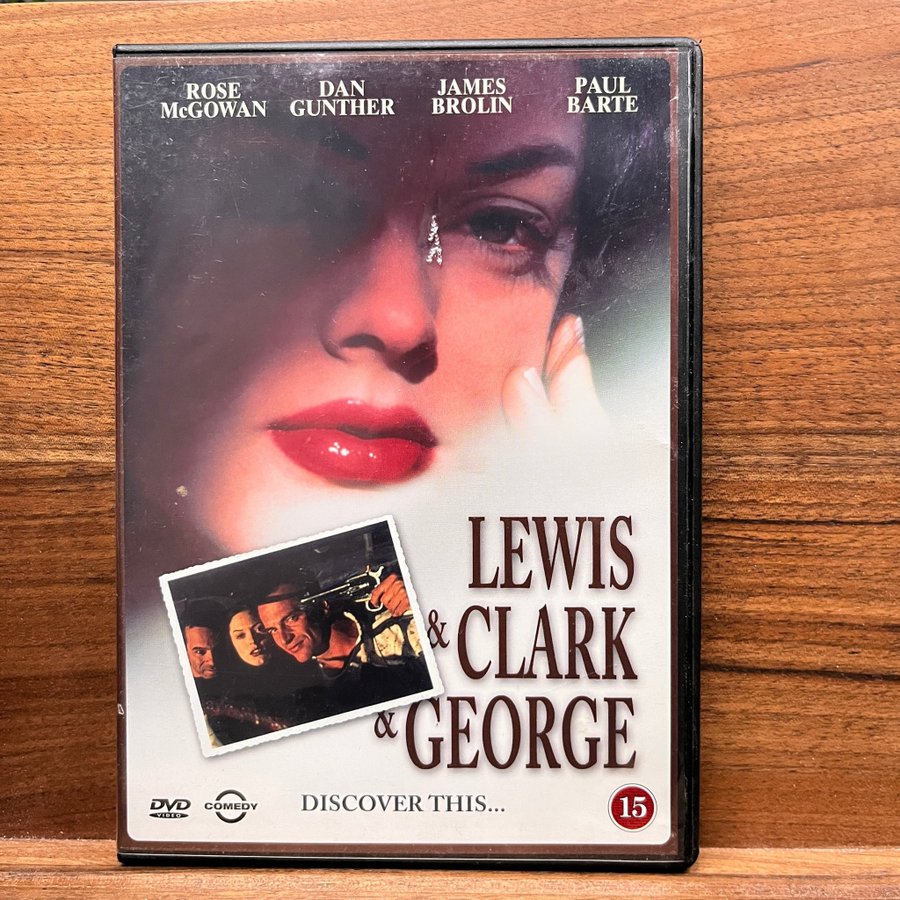 ROSE DAN JAMES PAUL
McGOWAN GUNTHER BROLIN BARTE
LEWIS
& CLARK
& GEORGE
DVD
VIDEO
COMEDY
DISCOVER THIS...
15